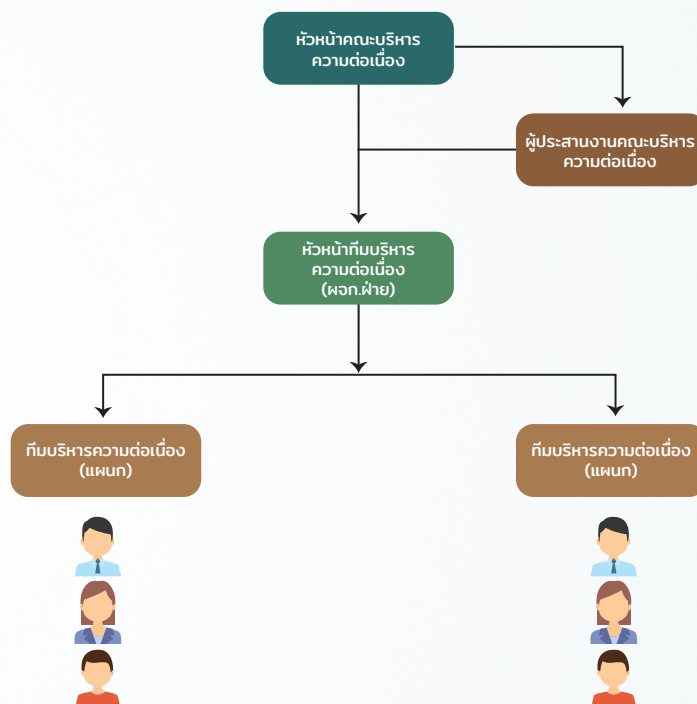 หัวหน้าคณะบริหาร
ความต่อเนื่อง
ผู้ประสานงานคณะบริหาร
ความต่อเนื่อง
หัวหน้าทีมบริหาร
ความต่อเนื่อง
(ผจก.ฝ่าย)
ทีมบริหารความต่อเนื่อง
(แผนก)
ทีมบริหารความต่อเนื่อง
(แผนก)